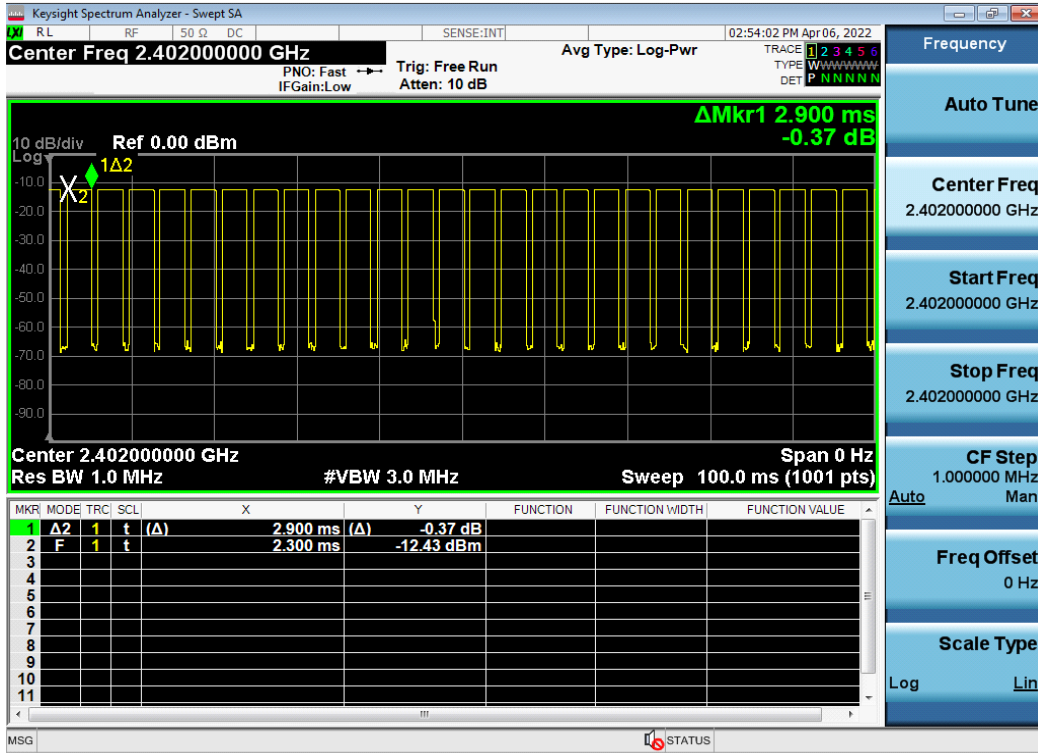 Keysight Spectrum Analyzer - Swept SA
LXI RL RF 50 Ω DC SENSE:INT 02:54:02 PM Apr 06, 2022
Center Freq 2.402000000 GHz
PNO: Fast
IFGain:Low
Trig: Free Run
Atten: 10 dB
Avg Type: Log-Pwr
TRACE 1 2 3 4 5 6
TYPE WWWWWWW
DET P N N N N N
ΔMkr1 2.900 ms
-0.37 dB
10 dB/div Ref 0.00 dBm
Log
1Δ2
X2
-10.0
-20.0
-30.0
-40.0
-50.0
-60.0
-70.0
-80.0
-90.0
Center 2.402000000 GHz Span 0 Hz
Res BW 1.0 MHz #VBW 3.0 MHz Sweep 100.0 ms (1001 pts)
MKR MODE TRC SCL X Y FUNCTION FUNCTION WIDTH FUNCTION VALUE
1 Δ2 1 t (Δ) 2.900 ms (Δ) -0.37 dB
2 F 1 t 2.300 ms -12.43 dBm
3
4
5
6
7
8
9
10
11
MSG STATUS
Frequency
Auto Tune
Center Freq
2.402000000 GHz
Start Freq
2.402000000 GHz
Stop Freq
2.402000000 GHz
CF Step
1.000000 MHz
Auto Man
Freq Offset
0 Hz
Scale Type
Log Lin